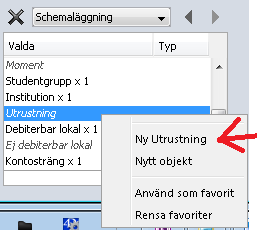 Schemaläggning
Valda Typ
Moment
Studentgrupp x 1
Institution x 1
Utrustning
Debiterbar lokal x 1
Ej debiterbar lokal
Kontosträng x 1
Ny Utrustning
Nytt objekt
Använd som favorit
Rensa favoriter